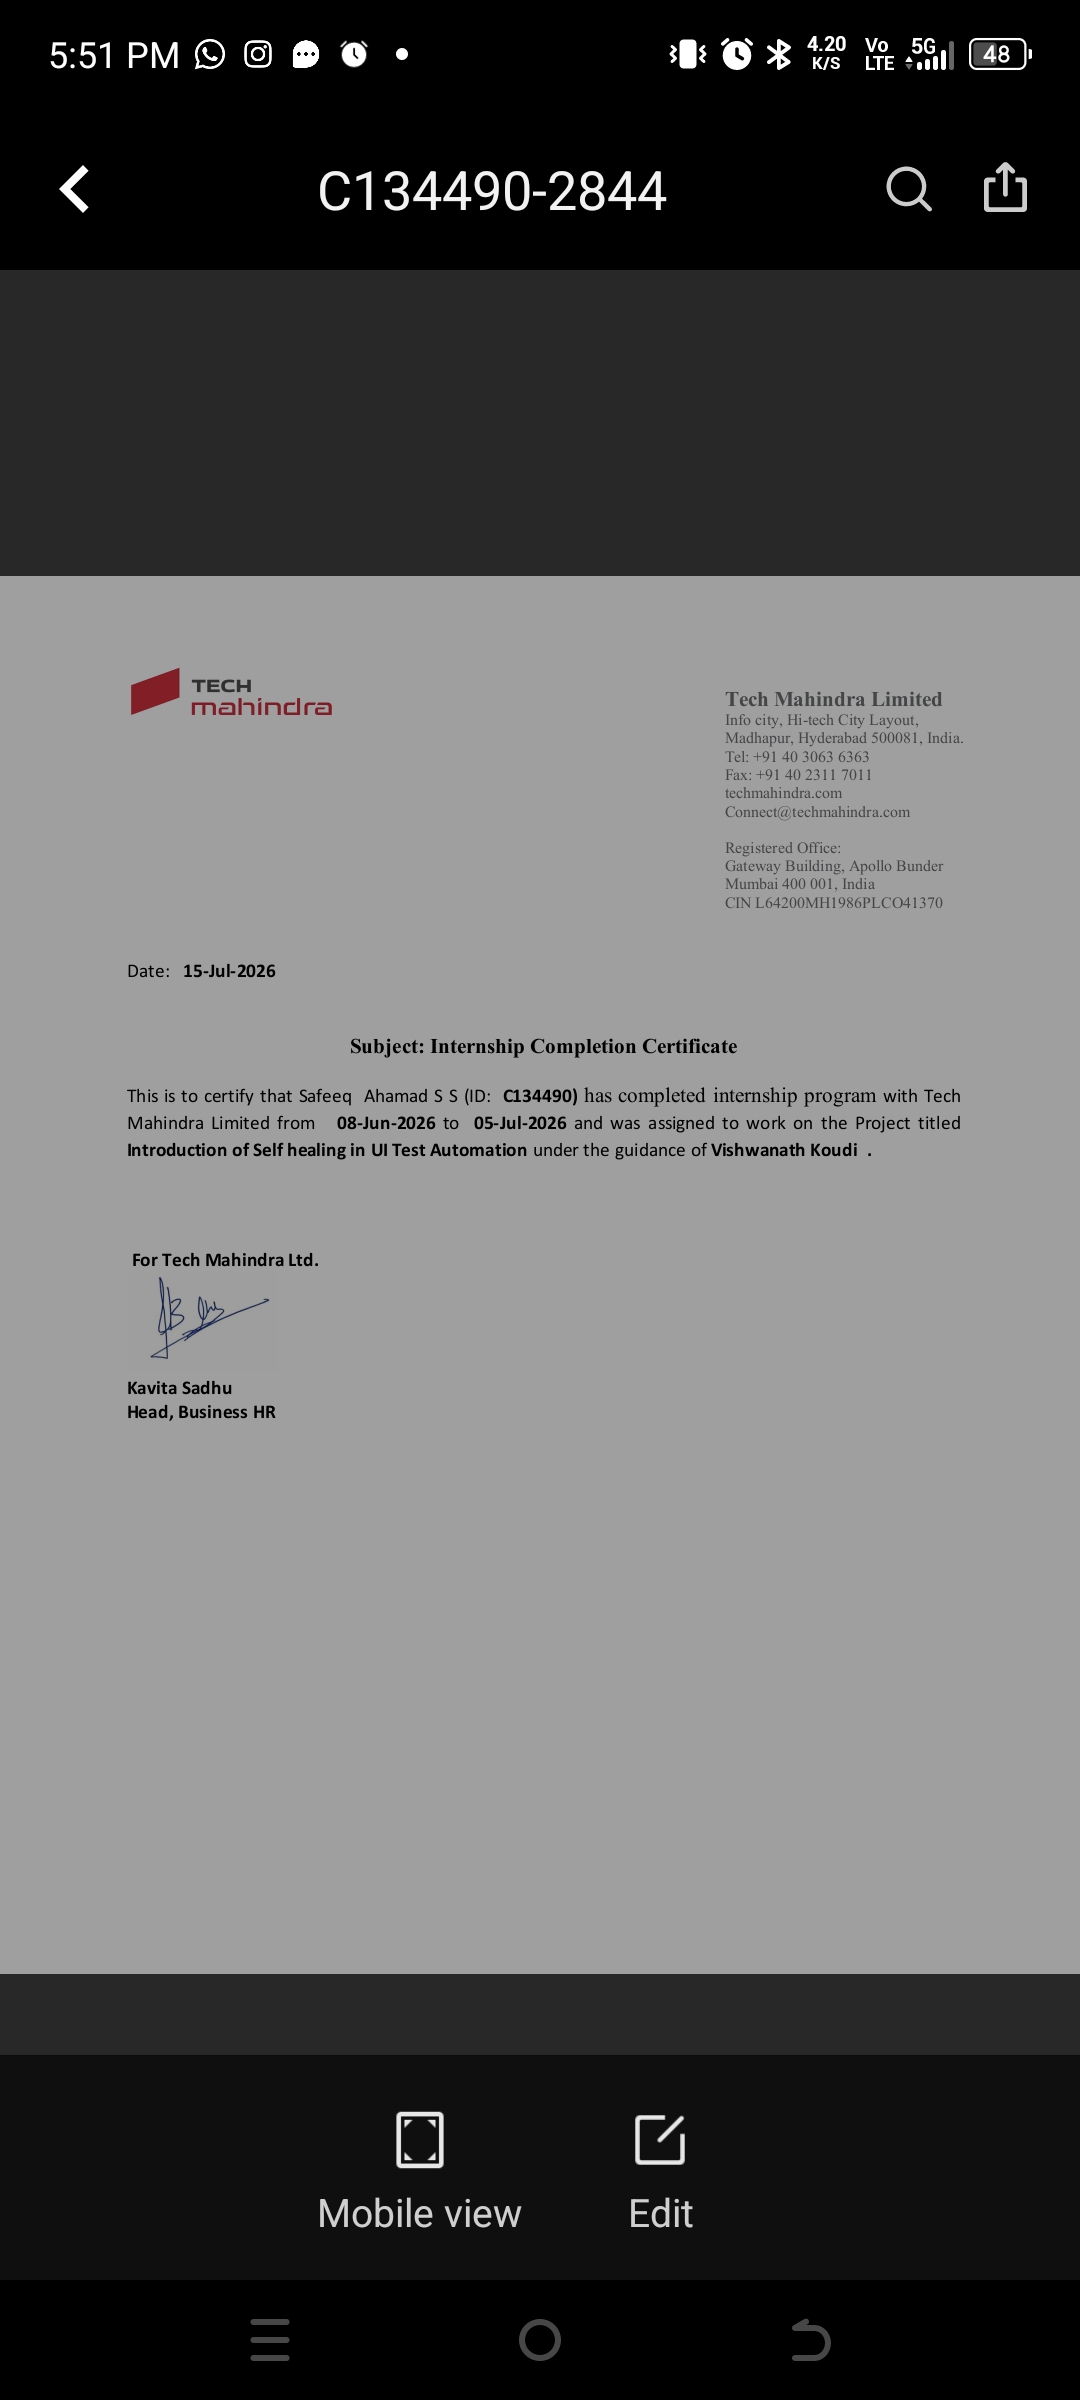 5:51 PM
4.20 K/S Vo LTE 5G 48
C134490-2844
TECH
mahindra
Tech Mahindra Limited
Info city, Hi-tech City Layout,
Madhapur, Hyderabad 500081, India.
Tel: +91 40 3063 6363
Fax: +91 40 2311 7011
techmahindra.com
Connect@techmahindra.com
Registered Office:
Gateway Building, Apollo Bunder
Mumbai 400 001, India
CIN L64200MH1986PLCO41370
Date: 15-Jul-2026
Subject: Internship Completion Certificate
This is to certify that Safeeq Ahamad S S (ID: C134490) has completed internship program with Tech
Mahindra Limited from 08-Jun-2026 to 05-Jul-2026 and was assigned to work on the Project titled
Introduction of Self healing in UI Test Automation under the guidance of Vishwanath Koudi .
For Tech Mahindra Ltd.
Kavita Sadhu
Head, Business HR
Mobile view
Edit